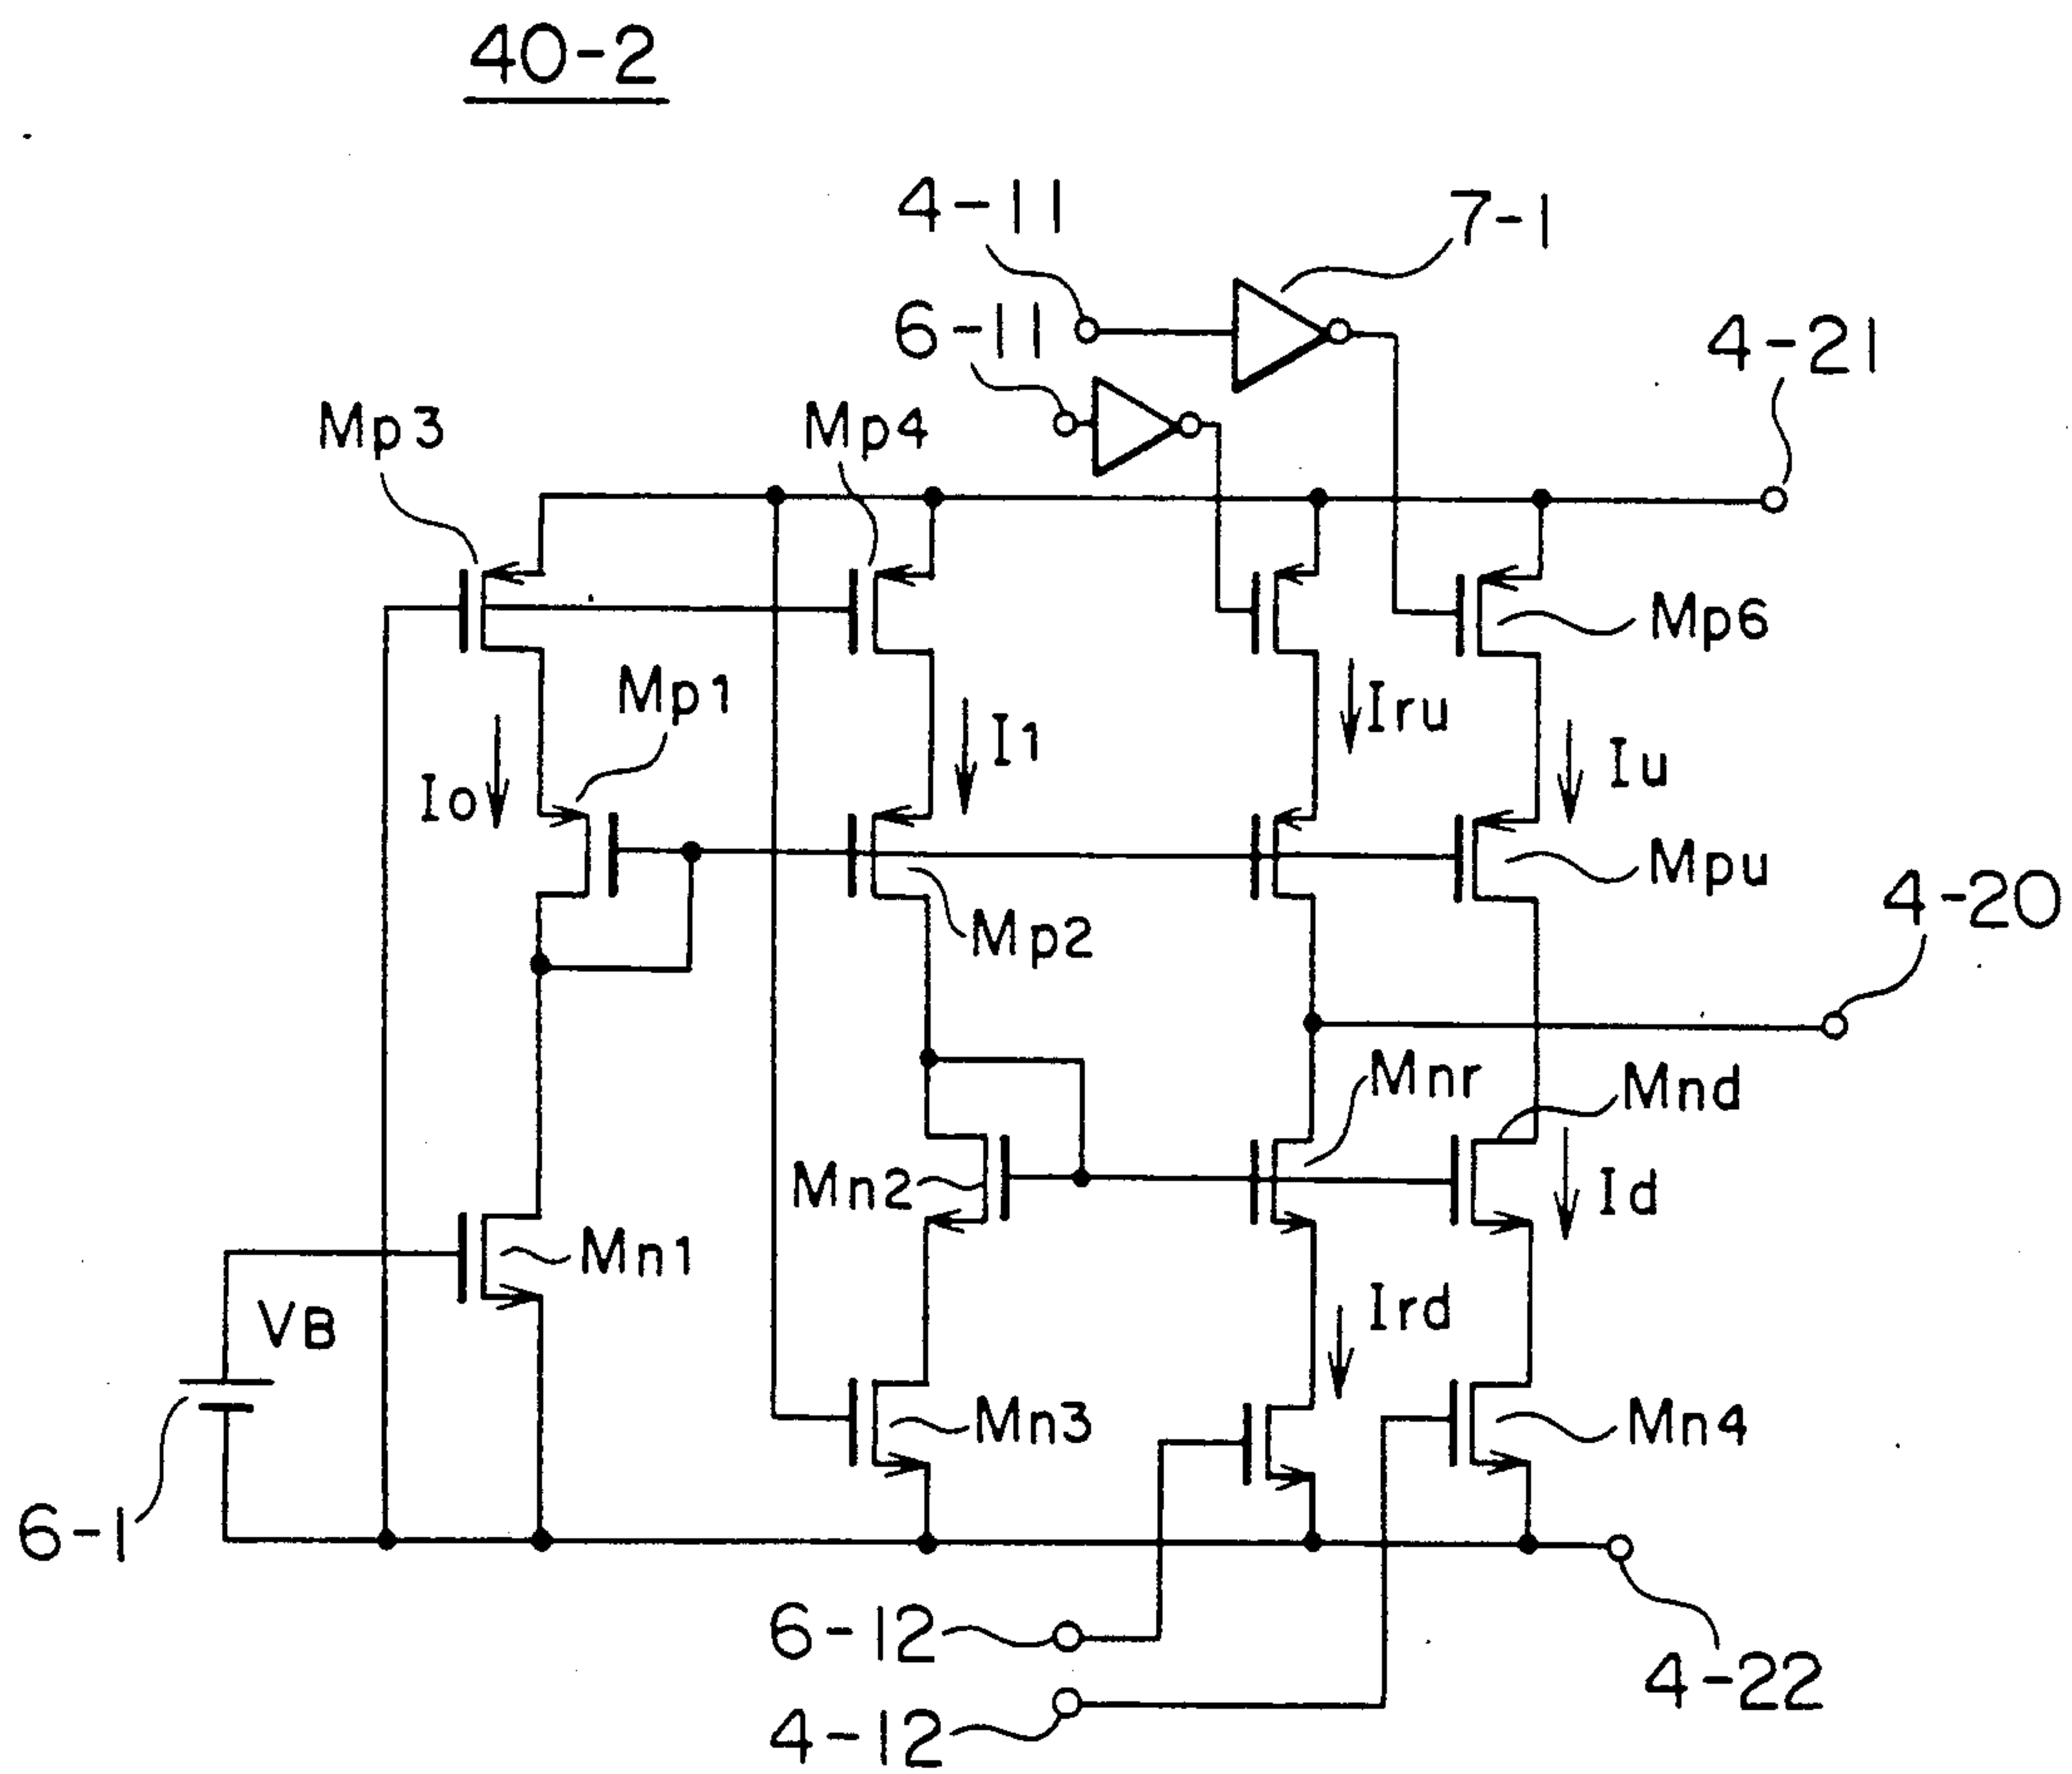 40-2
4-11
7-1
6-11
4-21
Mp3
Mp4
Mp6
Mp1
Iru
I1
Iu
Io
Mpu
Mp2
4-20
Mnr
Mnd
Mn2
Id
Mn1
Ird
VB
Mn3
Mn4
6-1
6-12
4-22
4-12